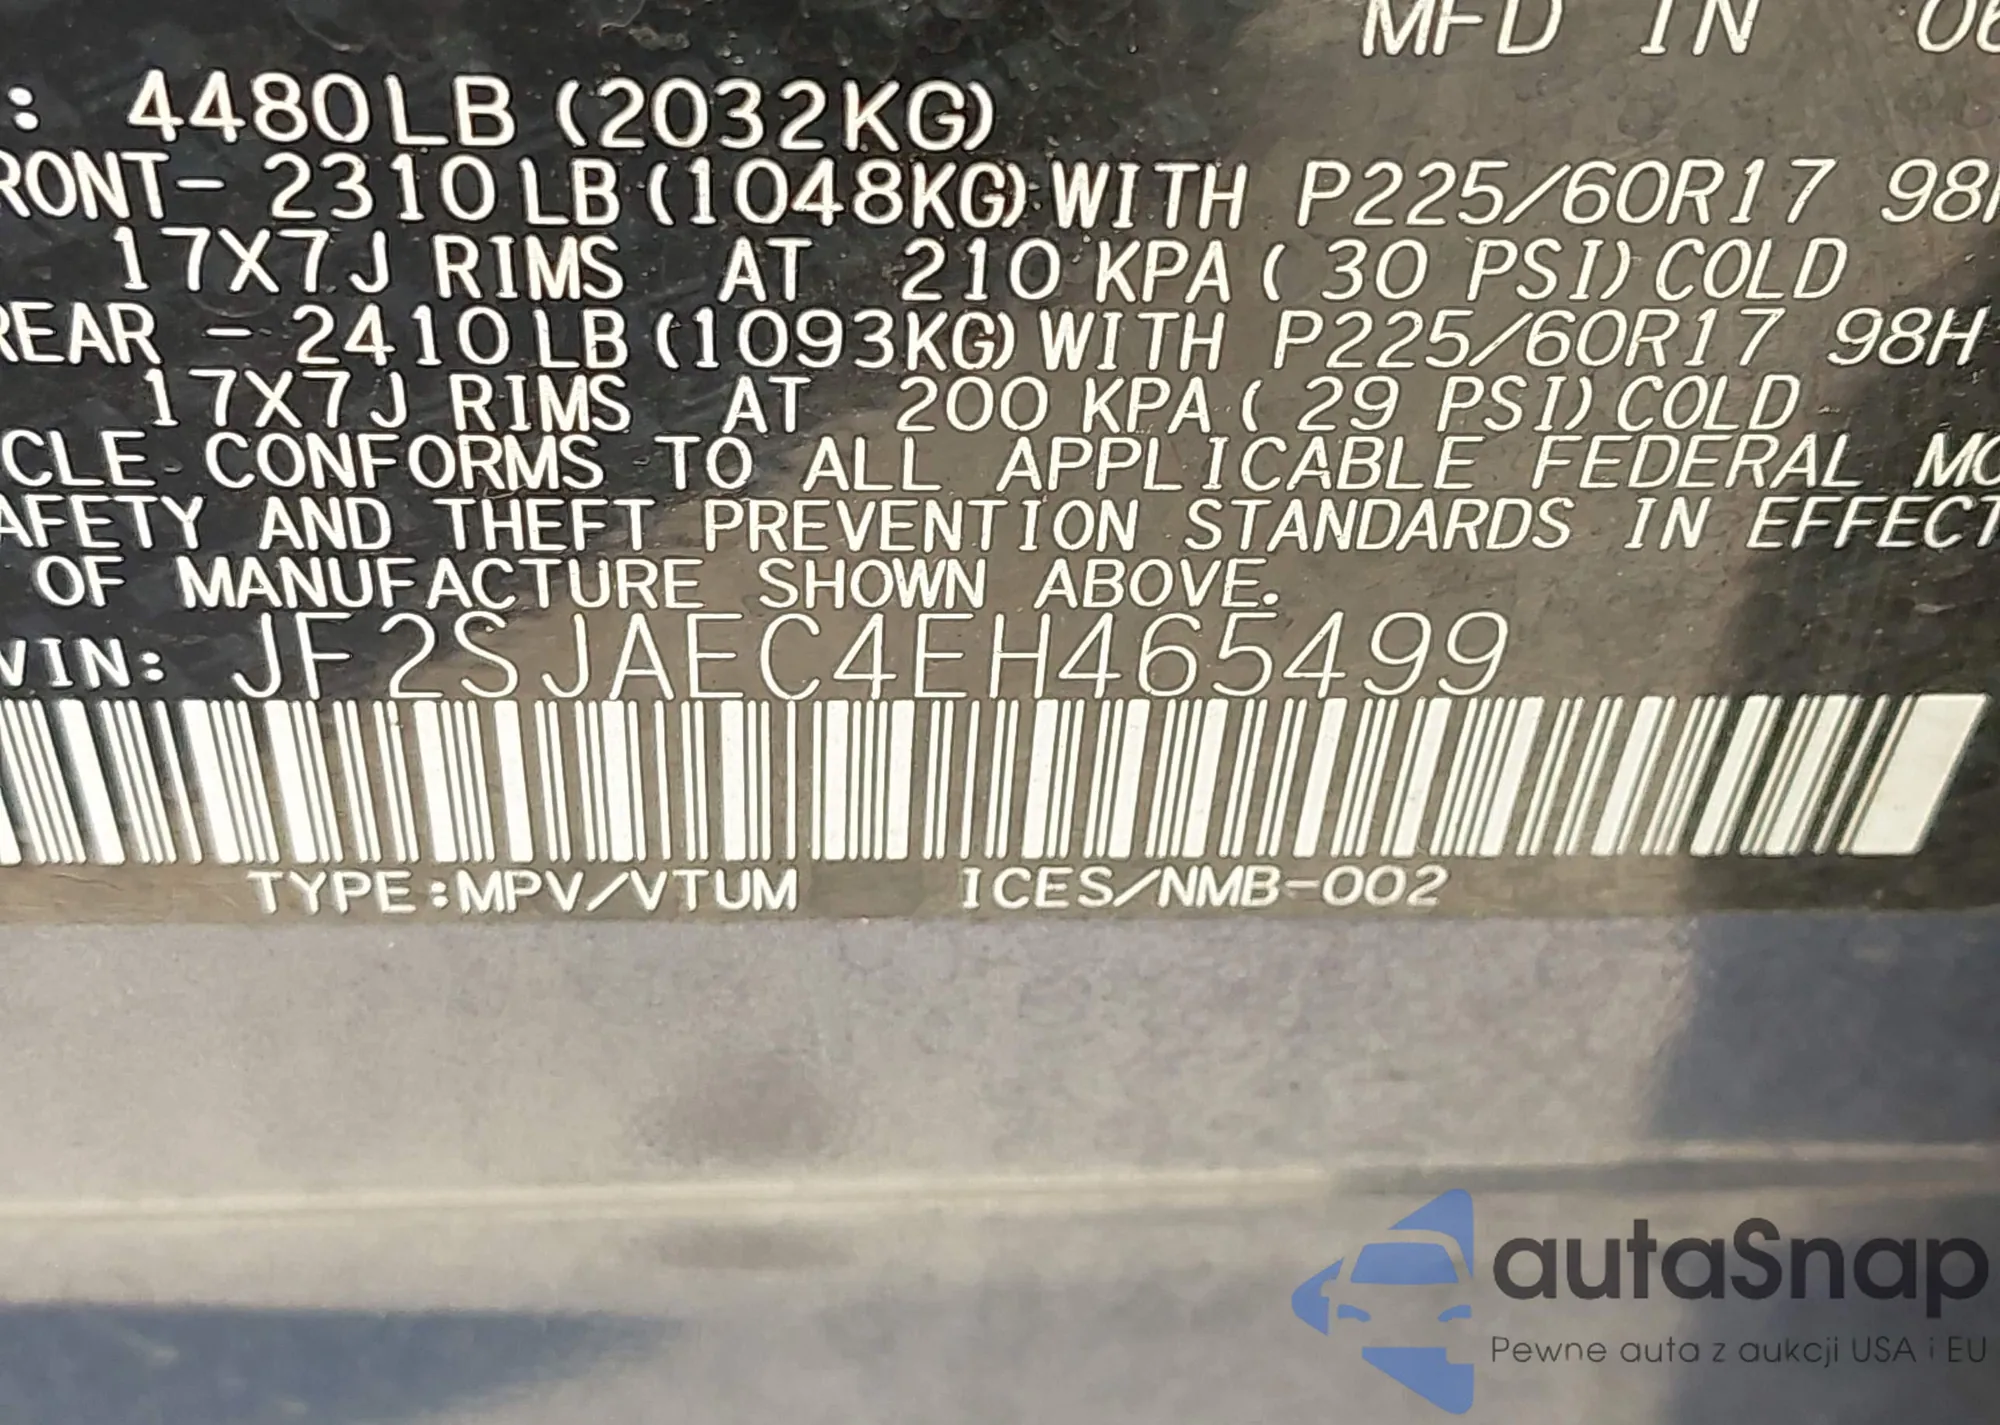 MFD IN 06
: 4480LB (2032KG)
RONT- 2310LB (1048KG) WITH P225/60R17 98H
17X7J RIMS AT 210 KPA ( 30 PSI) COLD
REAR - 2410LB (1093KG) WITH P225/60R17 98H
17X7J RIMS AT 200 KPA ( 29 PSI) COLD
CLE CONFORMS TO ALL APPLICABLE FEDERAL MO
AFETY AND THEFT PREVENTION STANDARDS IN EFFECT
OF MANUFACTURE SHOWN ABOVE.
VIN: JF2SJAEC4EH465499
TYPE:MPV/VTUM ICES/NMB-002
autaSnap
Pewne auta z aukcji USA i EU